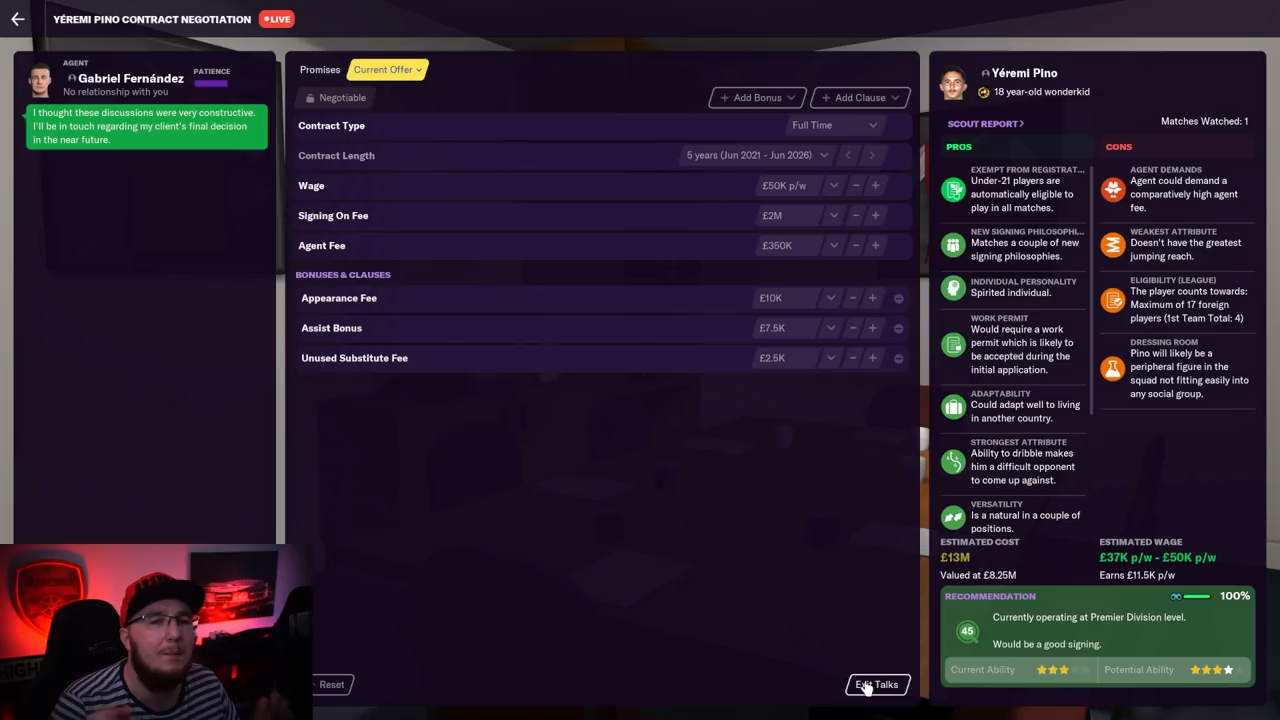 YÉREMI PINO CONTRACT NEGOTIATION
LIVE
AGENT
Gabriel Fernández
No relationship with you
PATIENCE
I thought these discussions were very constructive.
I'll be in touch regarding my client's final decision
in the near future.
Promises
Current Offer
Negotiable
+ Add Bonus
+ Add Clause
Contract Type
Full Time
Contract Length
5 years (Jun 2021 - Jun 2026)
Wage
£50K p/w
Signing On Fee
£2M
Agent Fee
£350K
BONUSES & CLAUSES
Appearance Fee
£10K
Assist Bonus
£7.5K
Unused Substitute Fee
£2.5K
Reset
Exit Talks
Yéremi Pino
18 year-old wonderkid
SCOUT REPORT>
Matches Watched: 1
PROS
EXEMPT FROM REGISTRAT...
Under-21 players are
automatically eligible to
play in all matches.
NEW SIGNING PHILOSOPHI...
Matches a couple of new
signing philosophies.
INDIVIDUAL PERSONALITY
Spirited individual.
WORK PERMIT
Would require a work
permit which is likely to
be accepted during the
initial application.
ADAPTABILITY
Could adapt well to living
in another country.
STRONGEST ATTRIBUTE
Ability to dribble makes
him a difficult opponent
to come up against.
VERSATILITY
Is a natural in a couple of
positions.
CONS
AGENT DEMANDS
Agent could demand a
comparatively high agent
fee.
WEAKEST ATTRIBUTE
Doesn't have the greatest
jumping reach.
ELIGIBILITY (LEAGUE)
The player counts towards:
Maximum of 17 foreign
players (1st Team Total: 4)
DRESSING ROOM
Pino will likely be a
peripheral figure in the
squad not fitting easily into
any social group.
ESTIMATED COST
£13M
Valued at £8.25M
ESTIMATED WAGE
£37K p/w - £50K p/w
Earns £11.5K p/w
RECOMMENDATION
100%
45
Currently operating at Premier Division level.
Would be a good signing.
Current Ability
Potential Ability